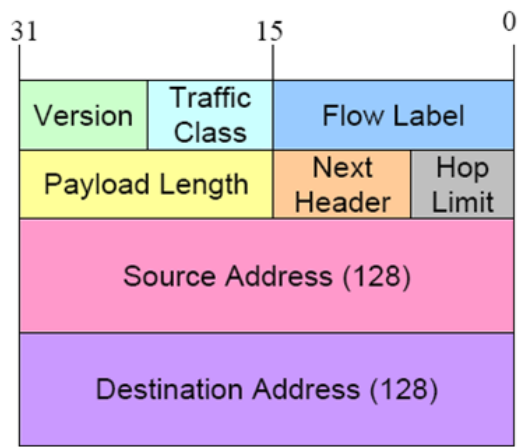 31 15 0
Version Traffic Class Flow Label
Payload Length Next Header Hop Limit
Source Address (128)
Destination Address (128)